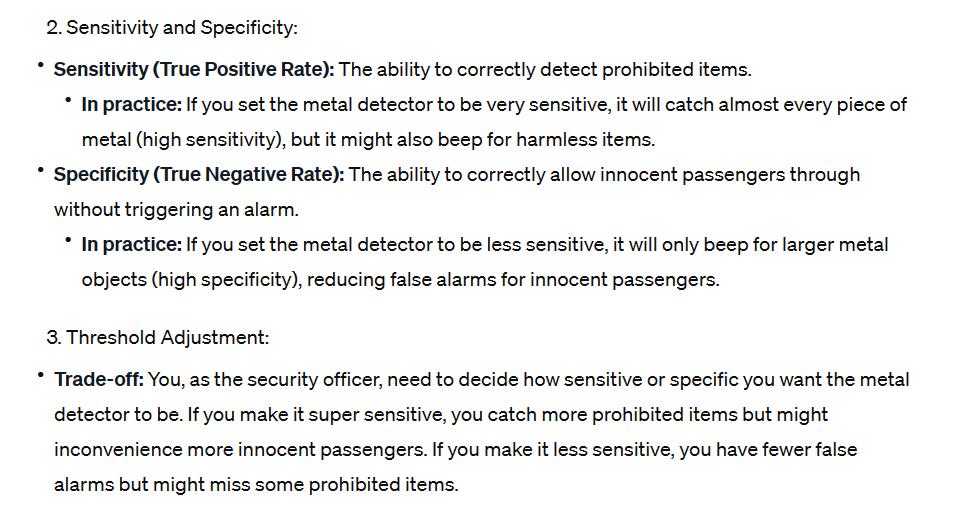 2. Sensitivity and Specificity:
• Sensitivity (True Positive Rate): The ability to correctly detect prohibited items.
• In practice: If you set the metal detector to be very sensitive, it will catch almost every piece of
metal (high sensitivity), but it might also beep for harmless items.
• Specificity (True Negative Rate): The ability to correctly allow innocent passengers through
without triggering an alarm.
• In practice: If you set the metal detector to be less sensitive, it will only beep for larger metal
objects (high specificity), reducing false alarms for innocent passengers.
3. Threshold Adjustment:
• Trade-off: You, as the security officer, need to decide how sensitive or specific you want the metal
detector to be. If you make it super sensitive, you catch more prohibited items but might
inconvenience more innocent passengers. If you make it less sensitive, you have fewer false
alarms but might miss some prohibited items.